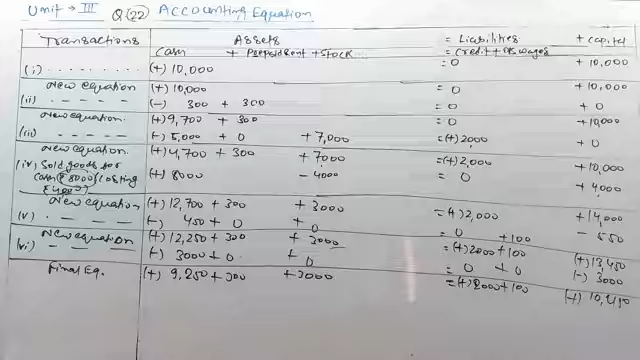 Unit → III Q(22) Accounting Equation
Transactions Assets = Liabilities + capital
Cash + Prepaid rent + Stock = Credit + O/s wages
(i) ......... (+) 10,000 = 0 + 10,000
New equation (+) 10,000 = 0 + 10,000
(ii) - - - - - (-) 300 + 300 = 0 + 0
New equation. (+) 9,700 + 300 = 0 + 10,000
(iii) - - - - - (-) 5,000 + 0 + 7,000 = (+) 2000 + 0
New equation (+) 4,700 + 300 + 7000 = (+) 2,000 + 10,000
(iv) Sold goods for (+) 8000 - 4000 = 0 + 4000
Cash (₹8000) (costing
₹4000)
New equation (+) 12,700 + 300 + 3000 = (+) 2,000 + 14,000
(v) - - - - - (-) 450 + 0 + 0 = 0 + 100 - 550
New equation (+) 12,250 + 300 + 3000 = (+) 2000 + 100 (+) 13,450
(vi) - - - - (-) 3000 + 0 + 0 = 0 + 0 (-) 3000
Final Eq. (+) 9,250 + 300 + 3000 = (+) 2000 + 100 (+) 10,450